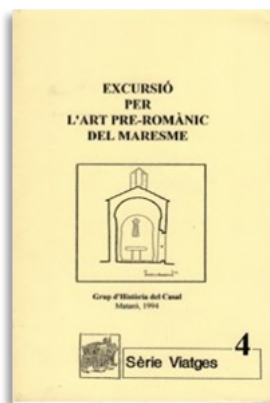 EXCURSIÓ
PER
L'ART PRE-ROMÀNIC
DEL MARESME
Grup d'Història del Casal
Mataró, 1994
4
Sèrie Viatges